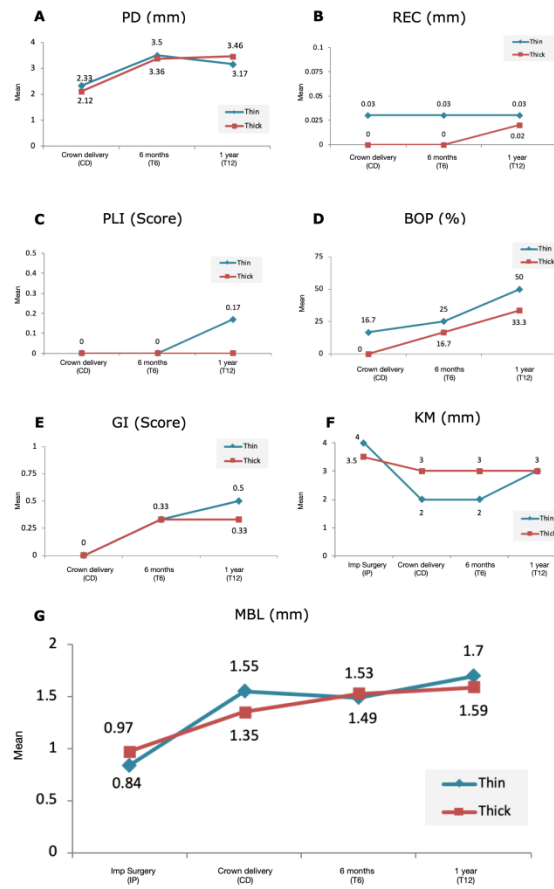 A PD (mm)
4
3
2
1
0
Mean
2.33
2.12
3.5
3.36
3.46
3.17
Thin
Thick
Crown delivery (CD)
6 months (T6)
1 year (T12)
B REC (mm)
0.1
0.075
0.05
0.025
0
Mean
Thin
Thick
0.03
0.03
0.03
0
0
0.02
Crown delivery (CD)
6 months (T6)
1 year (T12)
C PLI (Score)
0.5
0.4
0.3
0.2
0.1
0
Mean
Thin
Thick
0
0
0.17
Crown delivery (CD)
6 months (T6)
1 year (T12)
D BOP (%)
75
50
25
0
Mean
Thin
Thick
16.7
25
50
0
16.7
33.3
Crown delivery (CD)
6 months (T6)
1 year (T12)
E GI (Score)
1
0.75
0.5
0.25
0
Mean
Thin
Thick
0
0.33
0.5
0.33
Crown delivery (CD)
6 months (T6)
1 year (T12)
F KM (mm)
4
3
2
1
0
Mean
4
3.5
3
3
3
2
2
Thin
Thick
Imp Surgery (IP)
Crown delivery (CD)
6 months (T6)
1 year (T12)
G MBL (mm)
2
1.5
1
0.5
0
Mean
0.97
0.84
1.55
1.35
1.53
1.49
1.7
1.59
Thin
Thick
Imp Surgery (IP)
Crown delivery (CD)
6 months (T6)
1 year (T12)